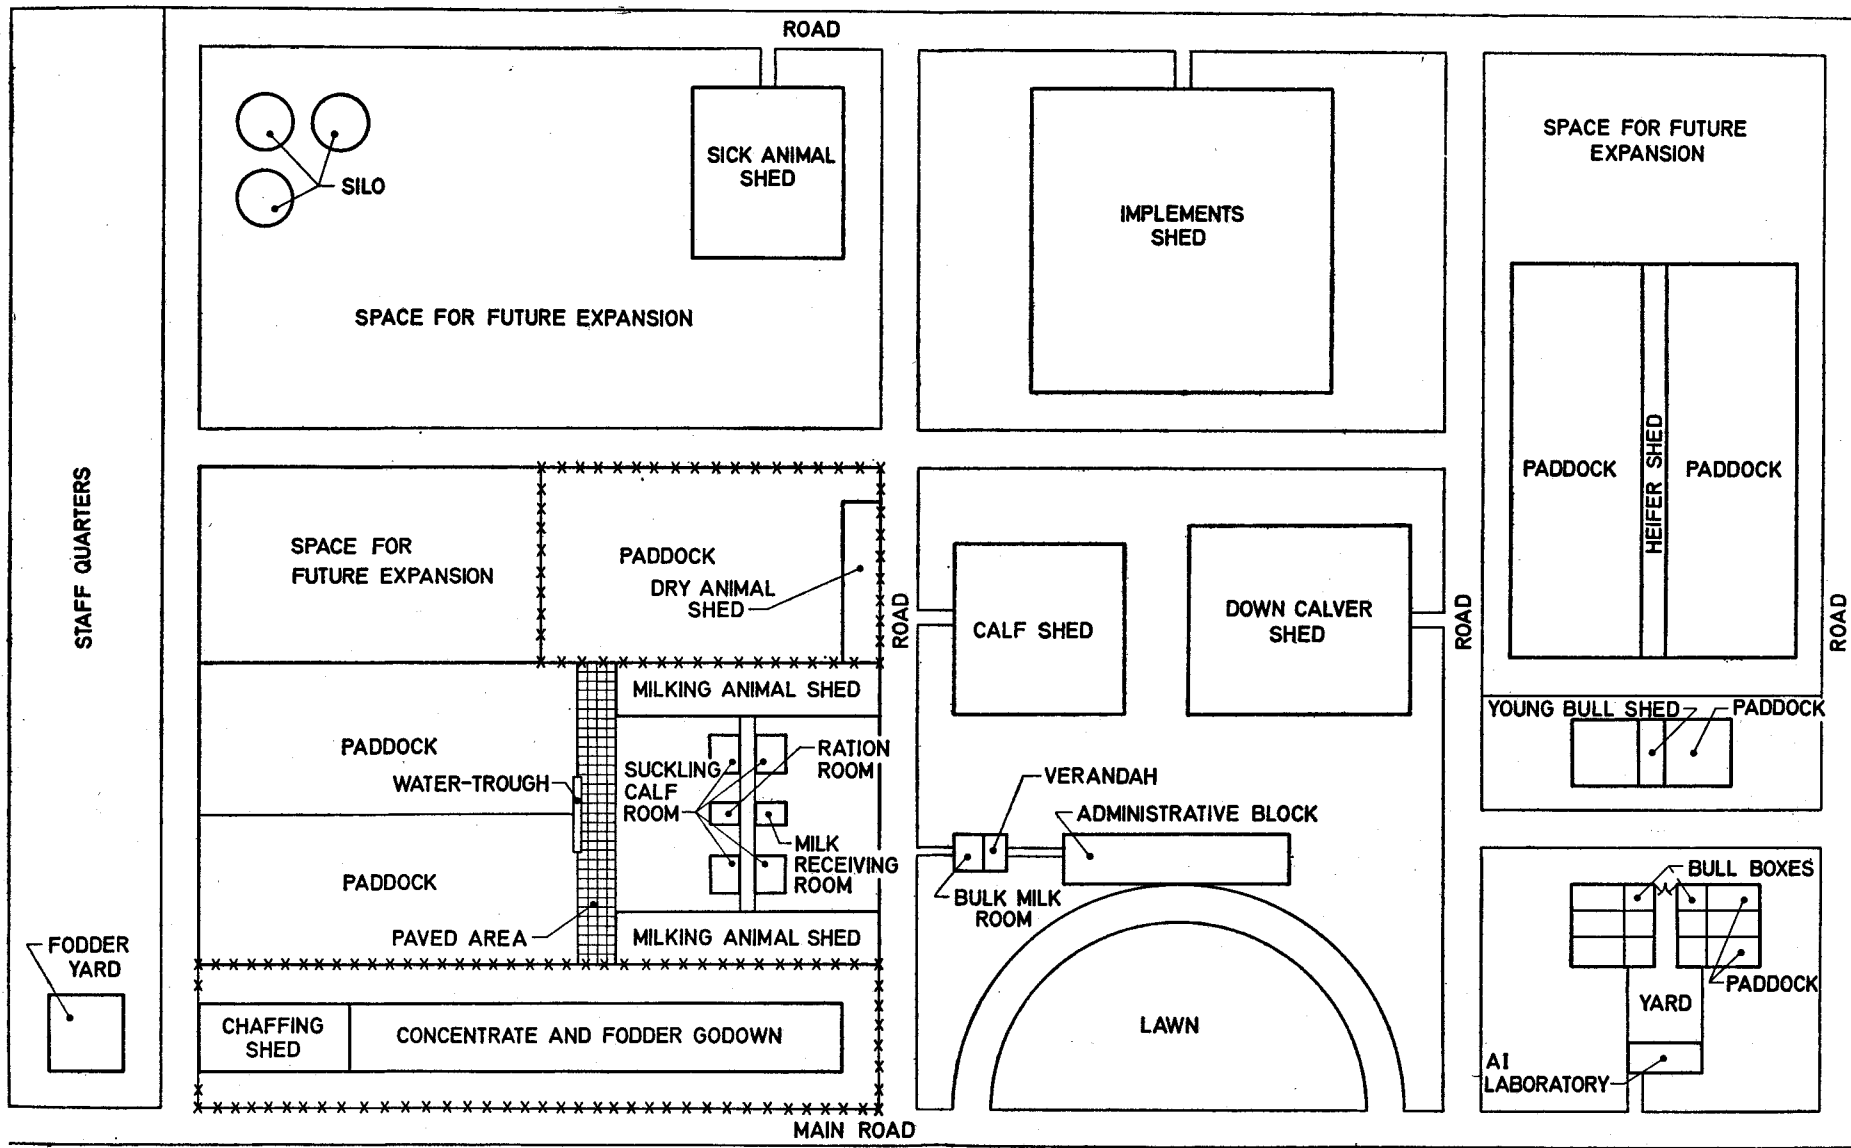 ROAD
SICK ANIMAL
SHED
SILO
SPACE FOR FUTURE EXPANSION
IMPLEMENTS
SHED
SPACE FOR FUTURE
EXPANSION
PADDOCK
HEIFER SHED
PADDOCK
STAFF QUARTERS
SPACE FOR
FUTURE EXPANSION
PADDOCK
DRY ANIMAL
SHED
ROAD
CALF SHED
DOWN CALVER
SHED
ROAD
ROAD
MILKING ANIMAL SHED
PADDOCK
WATER-TROUGH
SUCKLING
CALF
ROOM
RATION
ROOM
MILK
RECEIVING
ROOM
PADDOCK
PAVED AREA
MILKING ANIMAL SHED
VERANDAH
ADMINISTRATIVE BLOCK
BULK MILK
ROOM
YOUNG BULL SHED
PADDOCK
BULL BOXES
PADDOCK
YARD
AI
LABORATORY
FODDER
YARD
CHAFFING
SHED
CONCENTRATE AND FODDER GODOWN
LAWN
MAIN ROAD